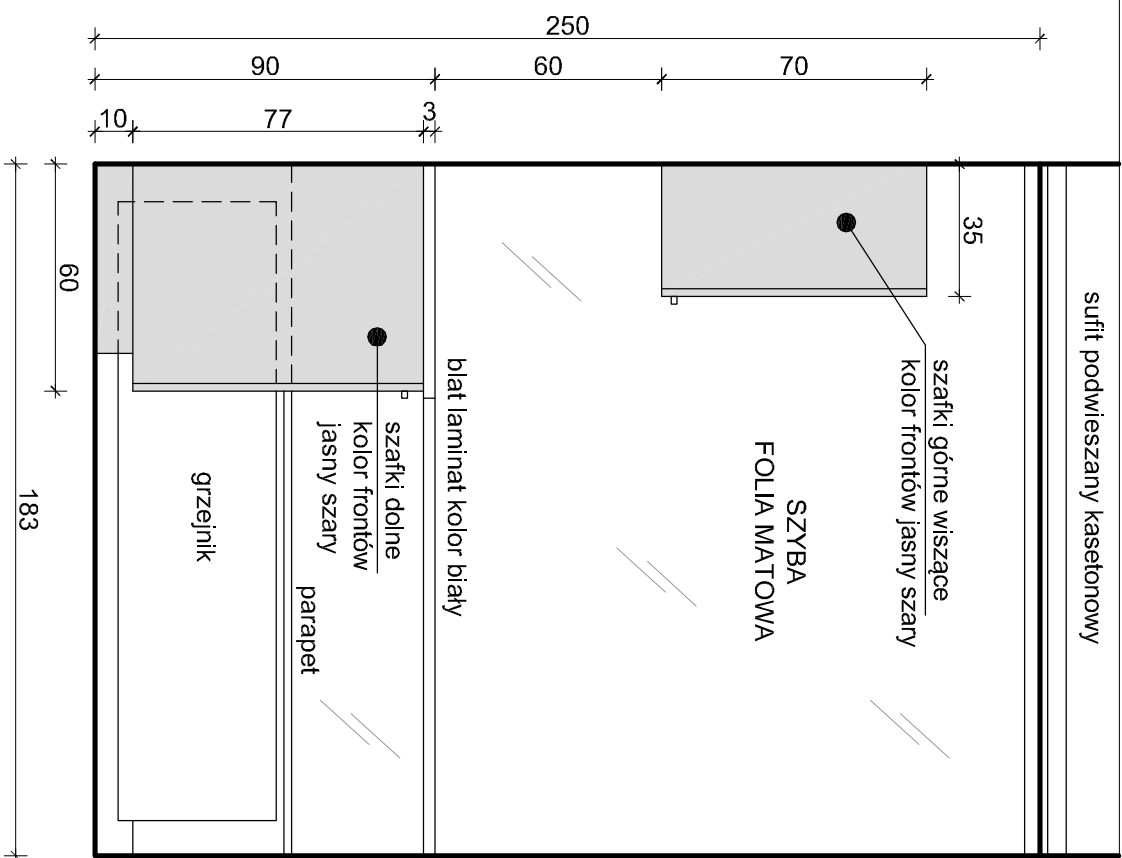 250
90
60
70
10
77
3
35
60
183
sufit podwieszany kasetonowy
szafki górne wiszące
kolor frontów jasny szary
SZYBA
FOLIA MATOWA
blat laminat kolor biały
szafki dolne
kolor frontów
jasny szary
parapet
grzejnik